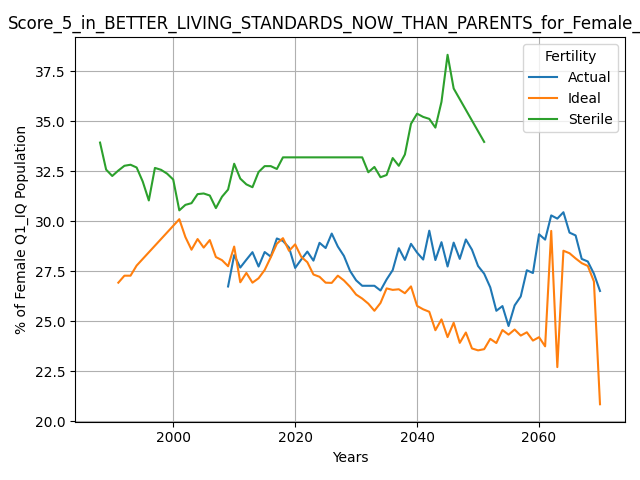 Score_5_in_BETTER_LIVING_STANDARDS_NOW_THAN_PARENTS_for_Female_
Fertility
Actual
Ideal
Sterile
% of Female Q1_IQ Population
37.5
35.0
32.5
30.0
27.5
25.0
22.5
20.0
2000
2020
2040
2060
Years